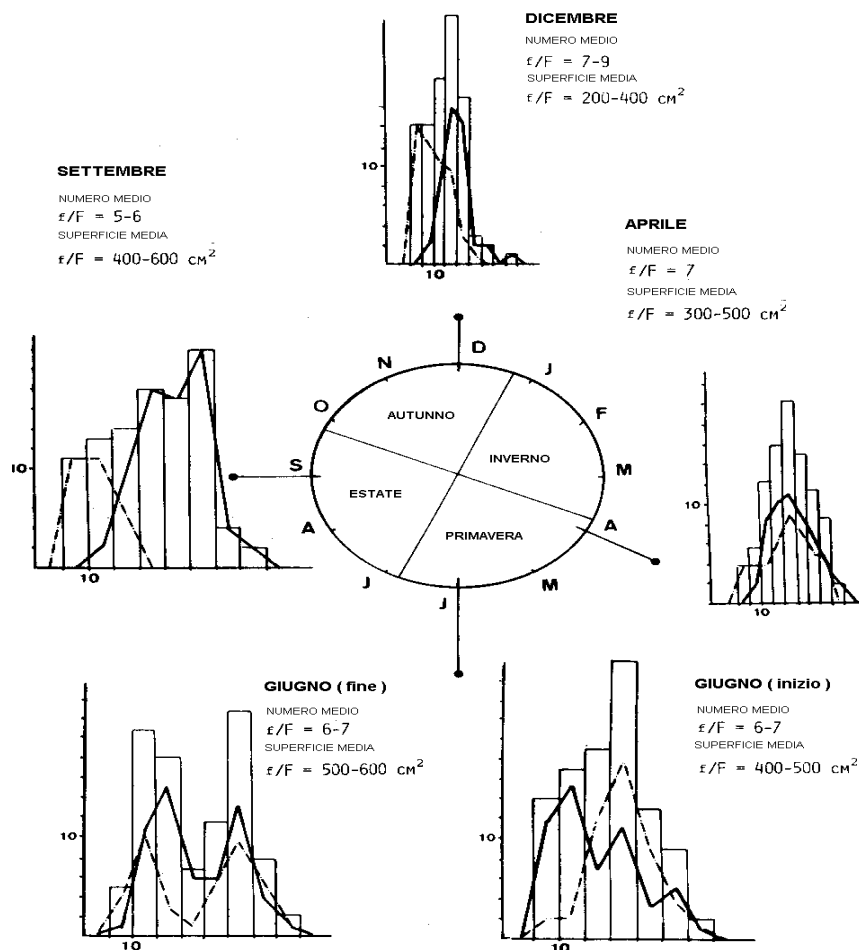 DICEMBRE
NUMERO MEDIO
f/F = 7-9
SUPERFICIE MEDIA
f/F = 200-400 CM²
10
10
SETTEMBRE
NUMERO MEDIO
f/F = 5-6
SUPERFICIE MEDIA
f/F = 400-600 CM²
10
10
APRILE
NUMERO MEDIO
f/F = 7
SUPERFICIE MEDIA
f/F = 300-500 CM²
10
10
D
J
F
M
A
M
J
J
A
S
O
N
AUTUNNO
INVERNO
ESTATE
PRIMAVERA
GIUGNO ( fine )
NUMERO MEDIO
f/F = 6-7
SUPERFICIE MEDIA
f/F = 500-600 CM²
10
10
GIUGNO ( inizio )
NUMERO MEDIO
f/F = 6-7
SUPERFICIE MEDIA
f/F = 400-500 CM²
10
10